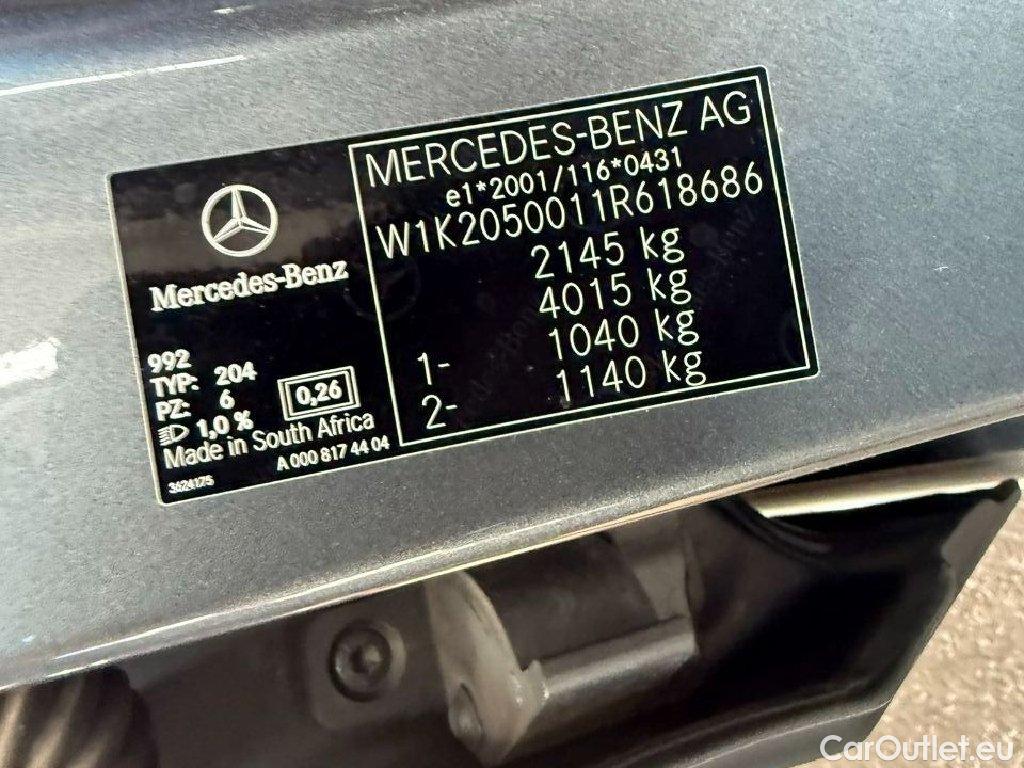 Mercedes-Benz
992
TYP: 204
PZ: 6
1,0 %
0,26
Made in South Africa
A 000 817 44 04
3624175
MERCEDES-BENZ AG
e1*2001/116*0431
W1K2050011R618686
2145 kg
4015 kg
1- 1040 kg
2- 1140 kg
CarOutlet.eu